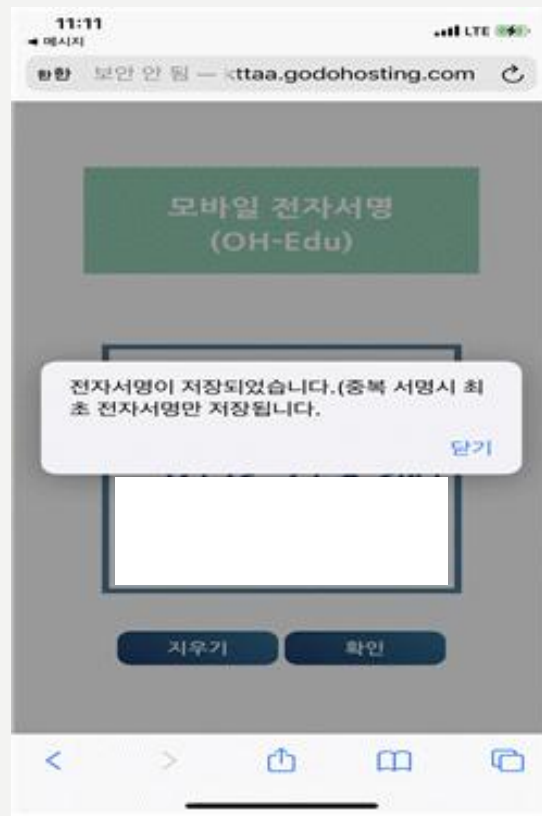 11:11
◀ 메시지
LTE
보안 안 됨 — kttaa.godohosting.com
모바일 전자서명
(OH-Edu)
전자서명이 저장되었습니다.(중복 서명시 최
초 전자서명만 저장됩니다.
닫기
지우기
확인